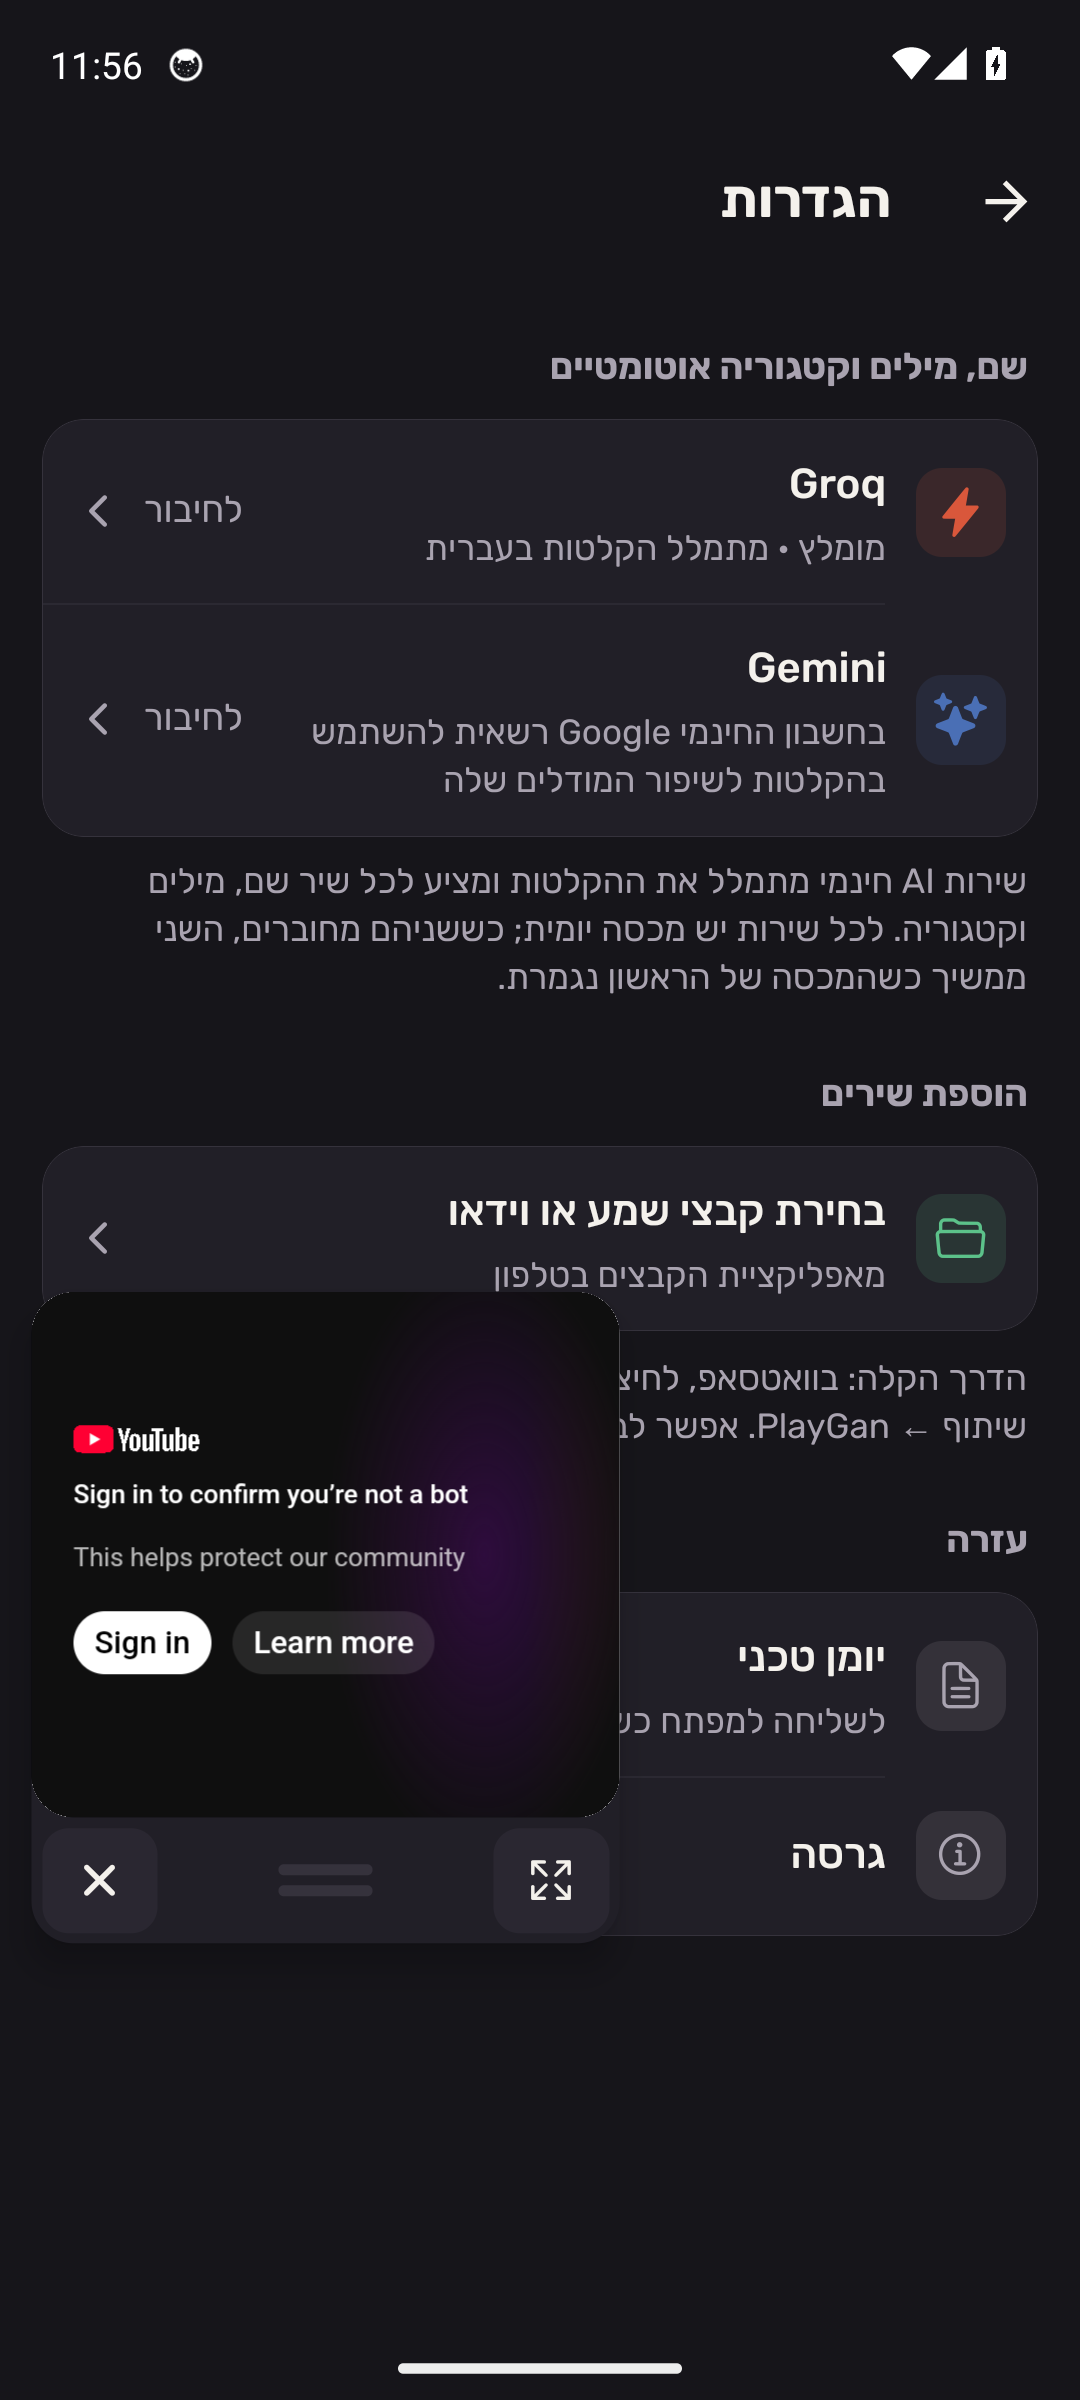 11:56
הגדרות
שם, מילים וקטגוריה אוטומטיים
Groq
מומלץ • מתמלל הקלטות בעברית
לחיבור
Gemini
בחשבון החינמי Google רשאית להשתמש
בהקלטות לשיפור המודלים שלה
לחיבור
שירות AI חינמי מתמלל את ההקלטות ומציע לכל שיר שם, מילים
וקטגוריה. לכל שירות יש מכסה יומית; כששניהם מחוברים, השני
ממשיך כשהמכסה של הראשון נגמרת.
הוספת שירים
בחירת קבצי שמע או וידאו
מאפליקציית הקבצים בטלפון
הדרך הקלה: בוואטסאפ,
שיתוף ← PlayGan. אפשר
עזרה
יומן טכני
לשליחה למפתח
גרסה
YouTube
Sign in to confirm you’re not a bot
This helps protect our community
Sign in
Learn more